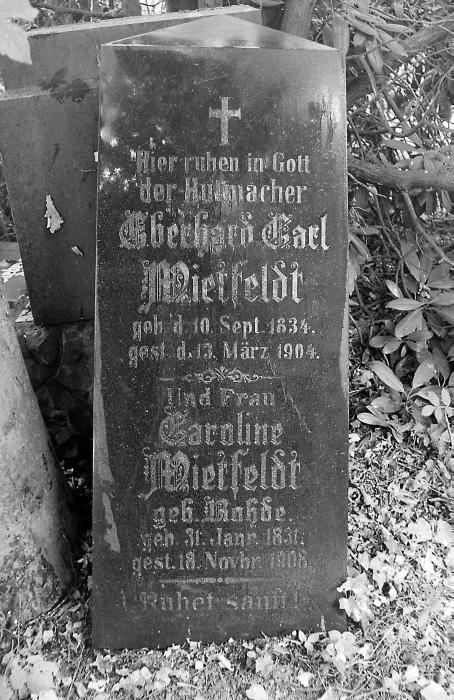 Hier ruhen in Gott
der Hutmacher
Eberhard Carl
Mietfeldt
geb. d. 10. Sept. 1834.
gest. d. 13. März 1904.
Und Frau
Caroline
Mietfeldt
geb. Rohde.
geb. 31. Janr. 1831.
gest. 18. Novbr. 1908.
Ruhet sanft